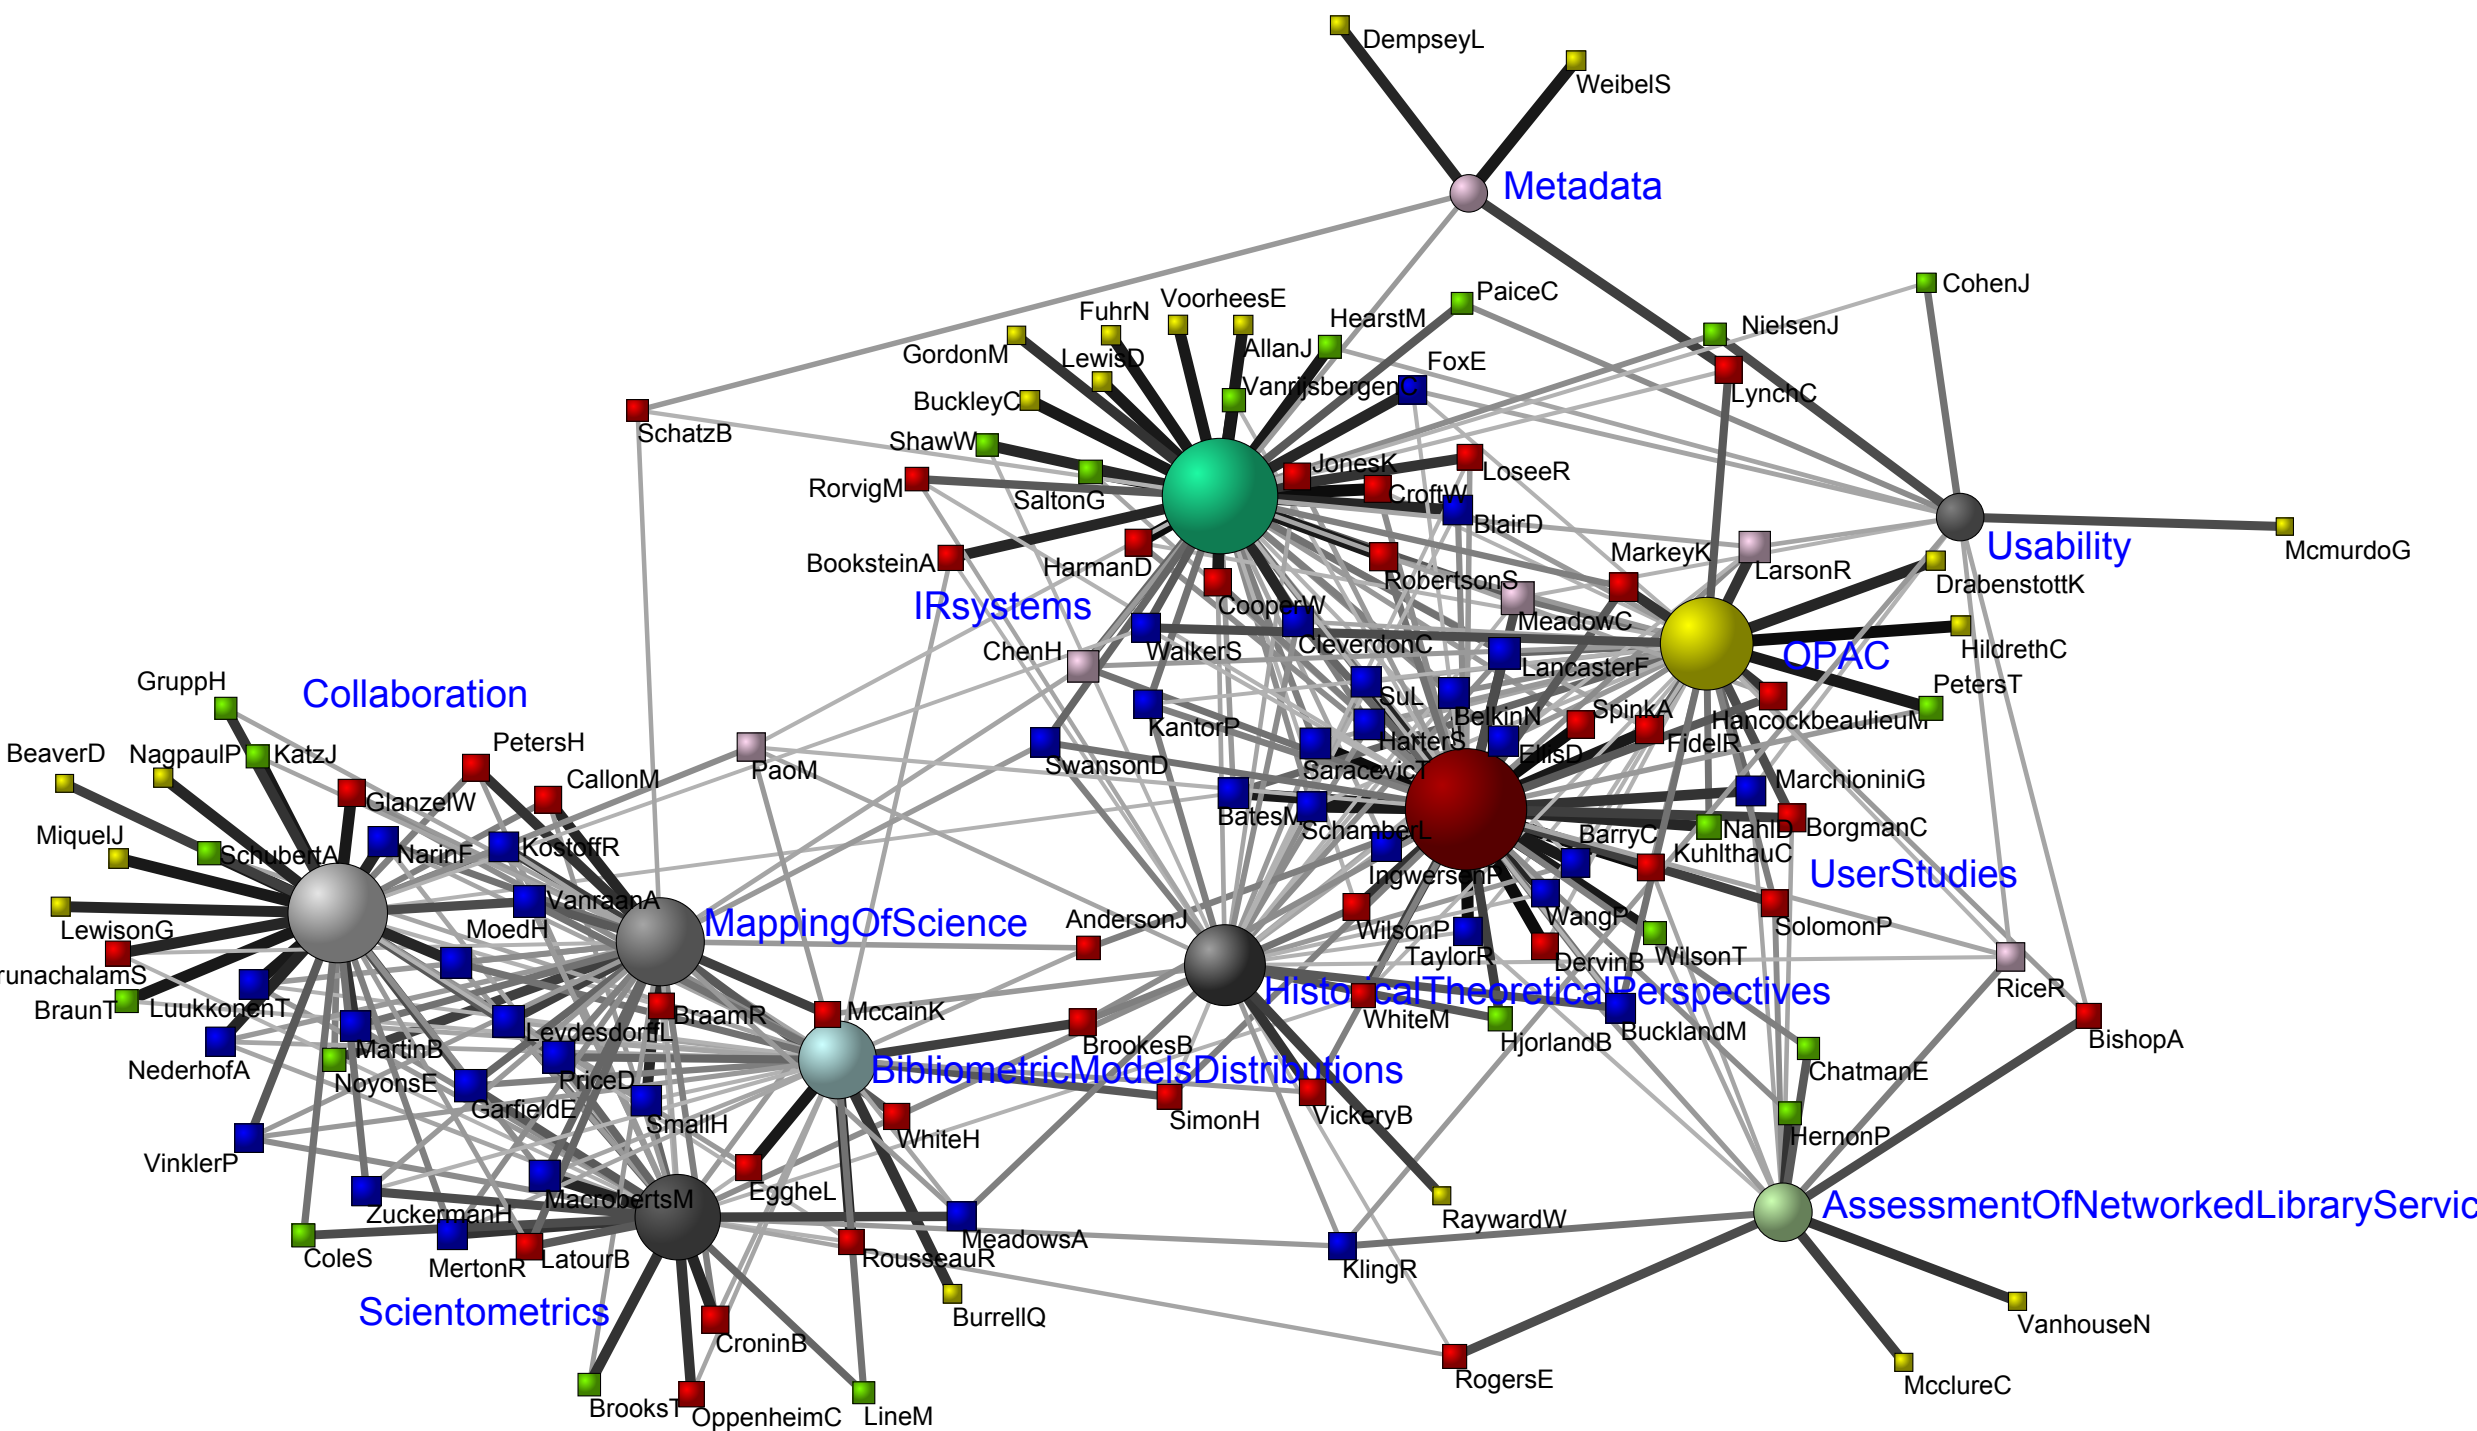 DempseyL
WeibelS
Metadata
CohenJ
PaiceC
VoorheesE
FuhrN
HearstM
NielsenJ
GordonM
LewisD
AllanJ
FoxE
VanrijsbergenC
LynchC
BuckleyC
SchatzB
ShawW
JonesK
LoseeR
RorvigM
SaltonG
CroftW
BlairD
McmurdoG
Usability
MarkeyK
LarsonR
BooksteinA
HarmanD
RobertsonS
DrabenstottK
IRsystems
CooperW
MeadowC
ChenH
WalkerS
CleverdonC
LancasterF
OPAC
HildrethC
GruppH
Collaboration
SuL
PetersT
KantorP
BelkinN
SpinkA
HancockbeaulieuM
BeaverD
NagpaulP
KatzJ
PetersH
HarterS
EllisD
FidelR
PaoM
SwansonD
SaracevicT
CallonM
MarchioniniG
GlanzelW
BatesM
SchamberL
BarryC
NahlD
BorgmanC
MiquelJ
SchubertA
NarinF
KostoffR
KuhlthauC
IngwersenP
UserStudies
VanraanA
MappingOfScience
AndersonJ
WangP
LewisonG
MoedH
WilsonP
SolomonP
TaylorR
DervinB
WilsonT
runachalamS
HistoricalTheoreticalPerspectives
RiceR
BraunT
LuukkonenT
LeydesdorffL
BraamR
MccainK
WhiteM
BucklandM
MartinB
BrookesB
HjorlandB
BishopA
NederhofA
NoyonsE
PriceD
BibliometricModelsDistributions
ChatmanE
GarfieldE
SmallH
SimonH
VickeryB
WhiteH
HernonP
VinklerP
EggheL
MacrobertsM
AssessmentOfNetworkedLibraryServic
ZuckermanH
RaywardW
MeadowsA
ColeS
MertonR
LatourB
RousseauR
KlingR
Scientometrics
BurrellQ
VanhouseN
CroninB
RogersE
McclureC
BrooksT
OppenheimC
LineM